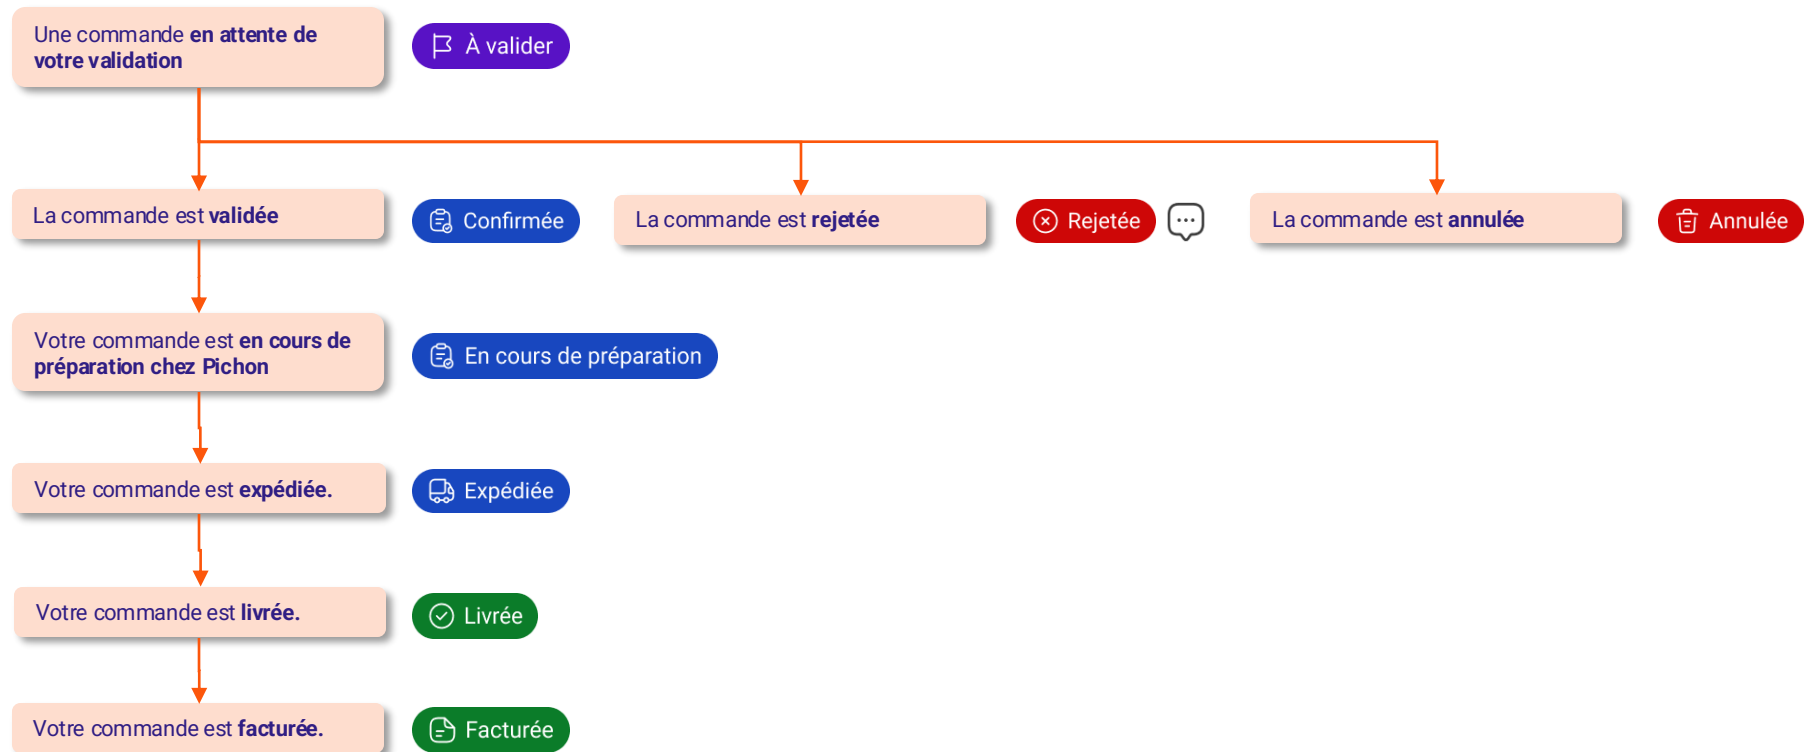 Une commande en attente de
votre validation
À valider
La commande est validée
Confirmée
La commande est rejetée
Rejetée
La commande est annulée
Annulée
Votre commande est en cours de
préparation chez Pichon
En cours de préparation
Votre commande est expédiée.
Expédiée
Votre commande est livrée.
Livrée
Votre commande est facturée.
Facturée